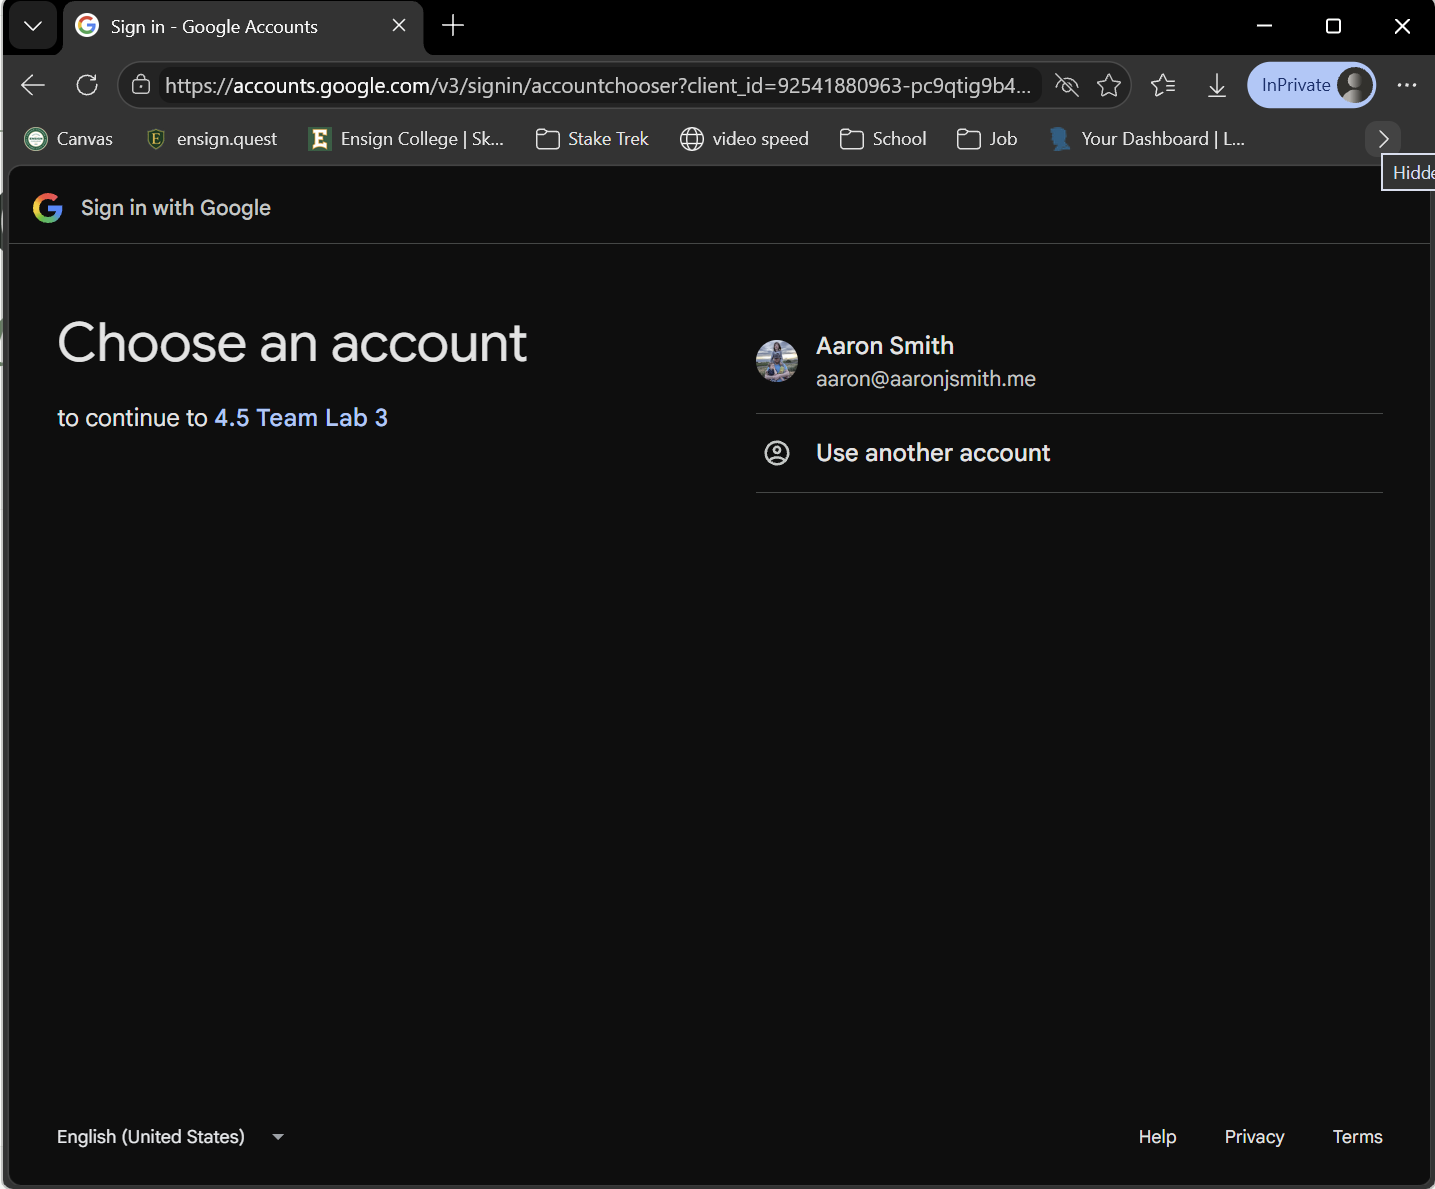 Sign in - Google Accounts
https://accounts.google.com/v3/signin/accountchooser?client_id=92541880963-pc9qtig9b4...
InPrivate
Canvas
ensign.quest
Ensign College | Sk...
Stake Trek
video speed
School
Job
Your Dashboard | L...
Hidde
Sign in with Google
Choose an account
to continue to 4.5 Team Lab 3
Aaron Smith
aaron@aaronjsmith.me
Use another account
English (United States)
Help
Privacy
Terms